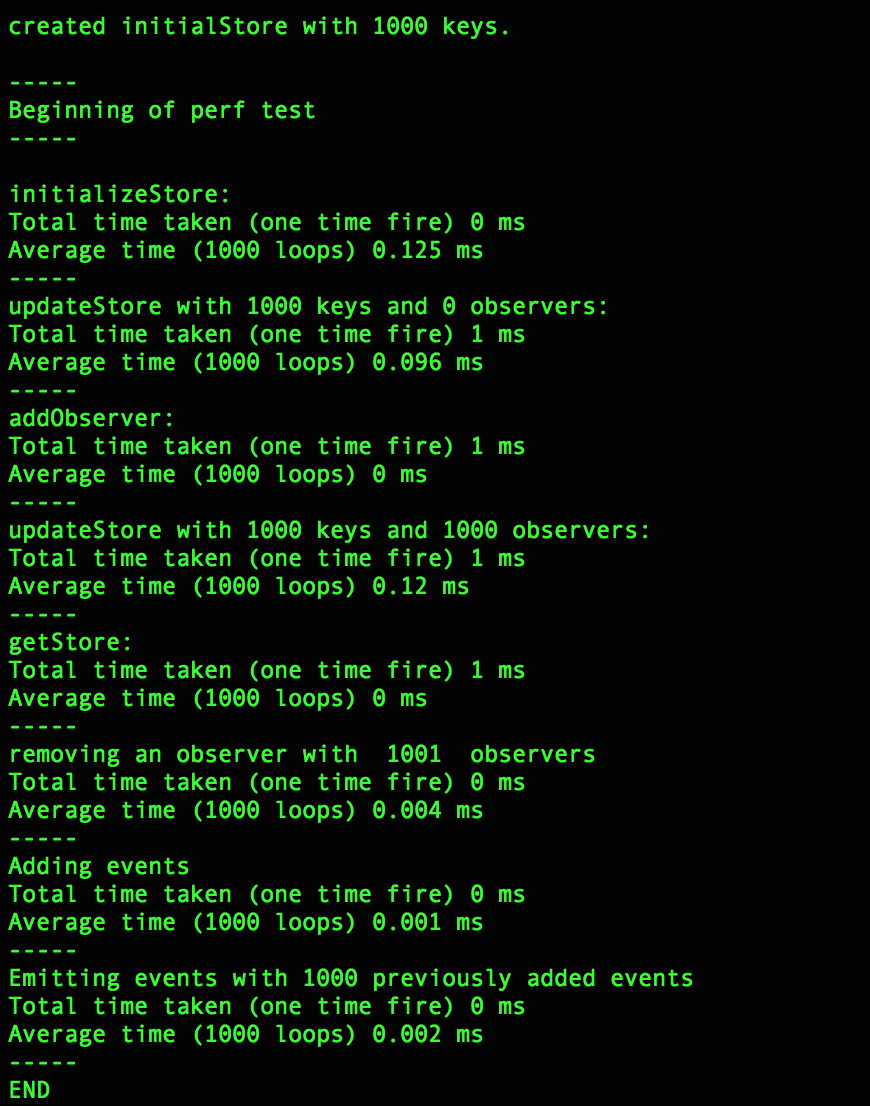 created initialStore with 1000 keys.
-----
Beginning of perf test
-----
initializeStore:
Total time taken (one time fire) 0 ms
Average time (1000 loops) 0.125 ms
-----
updateStore with 1000 keys and 0 observers:
Total time taken (one time fire) 1 ms
Average time (1000 loops) 0.096 ms
-----
addObserver:
Total time taken (one time fire) 1 ms
Average time (1000 loops) 0 ms
-----
updateStore with 1000 keys and 1000 observers:
Total time taken (one time fire) 1 ms
Average time (1000 loops) 0.12 ms
-----
getStore:
Total time taken (one time fire) 1 ms
Average time (1000 loops) 0 ms
-----
removing an observer with  1001  observers
Total time taken (one time fire) 0 ms
Average time (1000 loops) 0.004 ms
-----
Adding events
Total time taken (one time fire) 0 ms
Average time (1000 loops) 0.001 ms
-----
Emitting events with 1000 previously added events
Total time taken (one time fire) 0 ms
Average time (1000 loops) 0.002 ms
-----
END